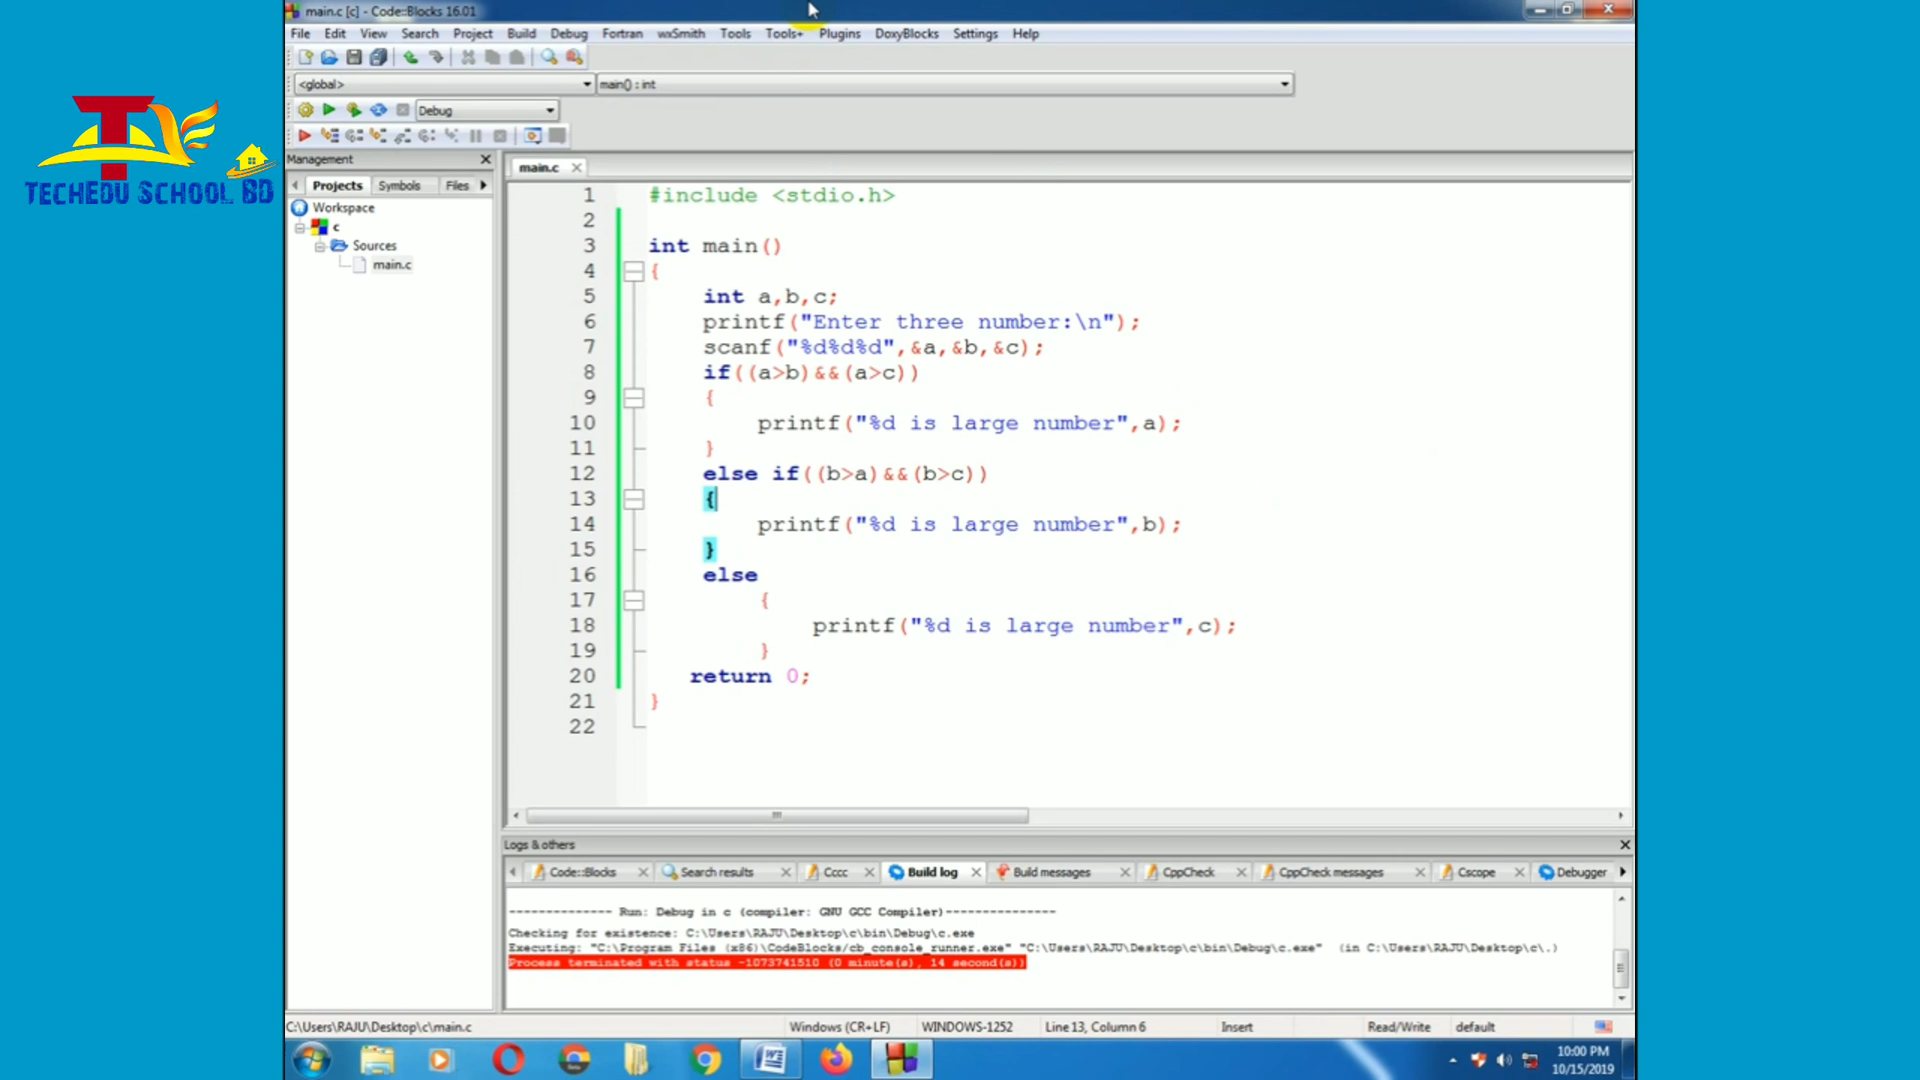 main.c [c] - Code::Blocks 16.01
File Edit View Search Project Build Debug Fortran wxSmith Tools Tools+ Plugins DoxyBlocks Settings Help
<global> main() : int
Debug
TECHEDU SCHOOL BD
Management
Projects Symbols Files
Workspace
c
Sources
main.c
main.c
1 #include <stdio.h>
2
3 int main()
4 {
5 int a,b,c;
6 printf("Enter three number:\n");
7 scanf("%d%d%d",&a,&b,&c);
8 if((a>b)&&(a>c))
9 {
10 printf("%d is large number",a);
11 }
12 else if((b>a)&&(b>c))
13 {
14 printf("%d is large number",b);
15 }
16 else
17 {
18 printf("%d is large number",c);
19 }
20 return 0;
21 }
22
Logs & others
Code::Blocks Search results Cccc Build log Build messages CppCheck CppCheck messages Cscope Debugger
-------------- Run: Debug in c (compiler: GNU GCC Compiler)---------------
Checking for existence: C:\Users\RAJU\Desktop\c\bin\Debug\c.exe
Executing: "C:\Program Files (x86)\CodeBlocks/cb_console_runner.exe" "C:\Users\RAJU\Desktop\c\bin\Debug\c.exe" (in C:\Users\RAJU\Desktop\c\.)
Process terminated with status -1073741510 (0 minute(s), 14 second(s))
C:\Users\RAJU\Desktop\c\main.c Windows (CR+LF) WINDOWS-1252 Line 13, Column 6 Insert Read/Write default
10:00 PM
10/15/2019